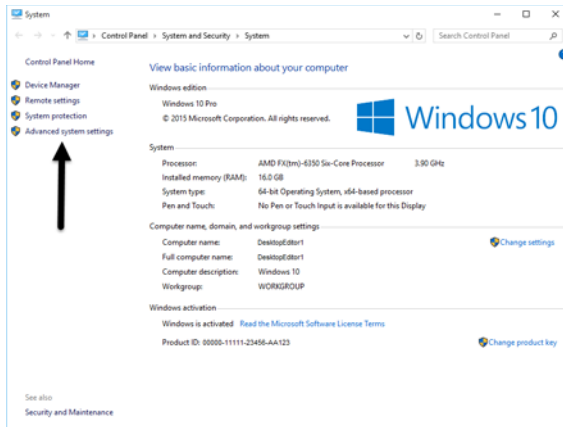 System
Control Panel > System and Security > System
Search Control Panel
Control Panel Home
Device Manager
Remote settings
System protection
Advanced system settings
View basic information about your computer
Windows edition
Windows 10 Pro
© 2015 Microsoft Corporation. All rights reserved.
Windows 10
System
Processor: AMD FX(tm)-6350 Six-Core Processor 3.90 GHz
Installed memory (RAM): 16.0 GB
System type: 64-bit Operating System, x64-based processor
Pen and Touch: No Pen or Touch Input is available for this Display
Computer name, domain, and workgroup settings
Computer name: DesktopEditor1 Change settings
Full computer name: DesktopEditor1
Computer description: Windows 10
Workgroup: WORKGROUP
Windows activation
Windows is activated Read the Microsoft Software License Terms
Product ID: 00000-11111-23456-AA123 Change product key
See also
Security and Maintenance